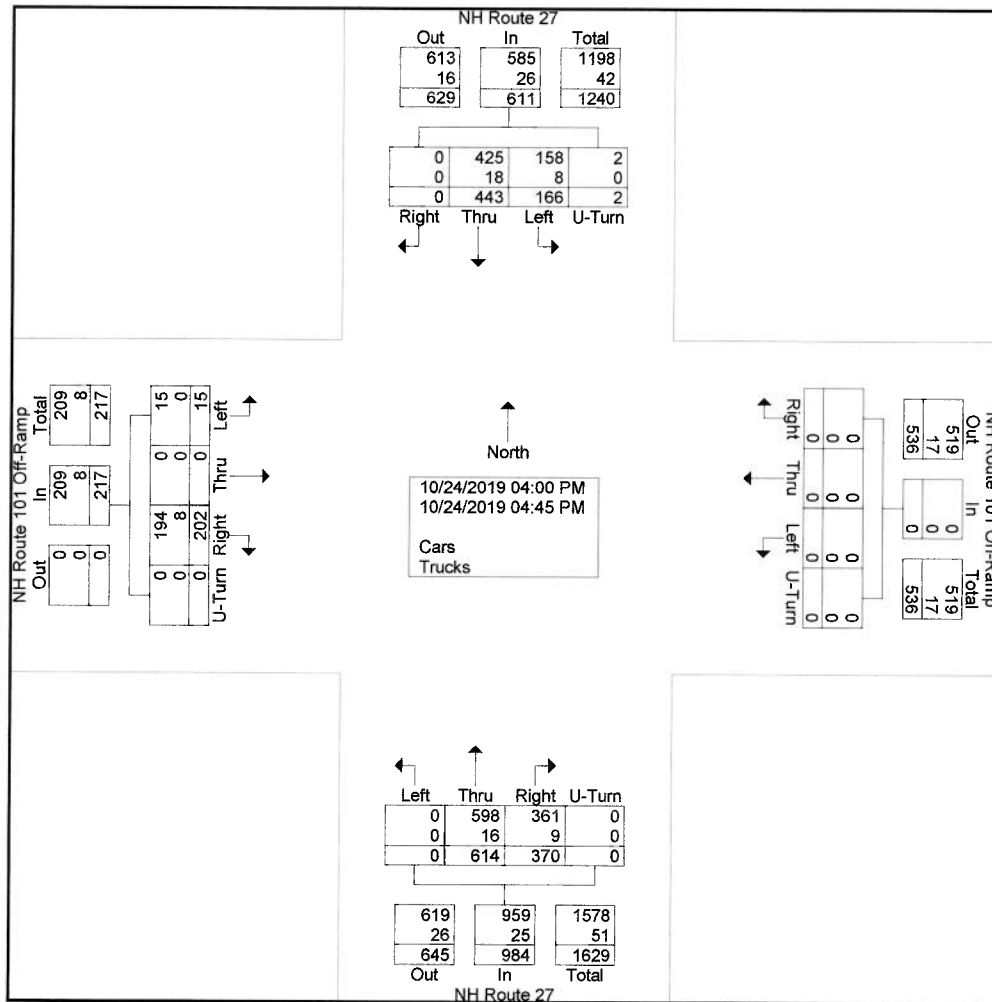 NH Route 27
Out In Total
613 585 1198
16 26 42
629 611 1240
0 425 158 2
0 18 8 0
0 443 166 2
Right Thru Left U-Turn
NH Route 101 Off-Ramp
Total In Out
209 209 0
8 8 0
217 217 0
15 0 194 0
0 0 8 0
15 0 202 0
Left Thru Right U-Turn
North
10/24/2019 04:00 PM
10/24/2019 04:45 PM
Cars
Trucks
Right Thru Left U-Turn
0 0 0 0
0 0 0 0
0 0 0 0
NH Route 101 Off-Ramp
Out In Total
519 0 519
17 0 17
536 0 536
Left Thru Right U-Turn
0 598 361 0
0 16 9 0
0 614 370 0
619 959 1578
26 25 51
645 984 1629
Out In Total
NH Route 27